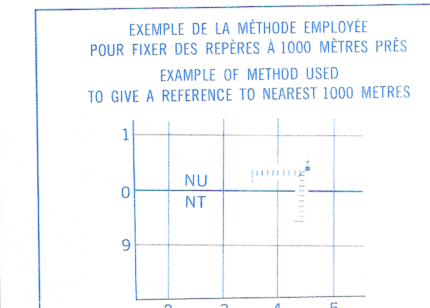 EXEMPLE DE LA MÉTHODE EMPLOYÉE
POUR FIXER DES REPÈRES À 1000 MÈTRES PRÈS
EXAMPLE OF METHOD USED
TO GIVE A REFERENCE TO NEAREST 1000 METRES
1
NU
0
NT
9
2 3 4 5